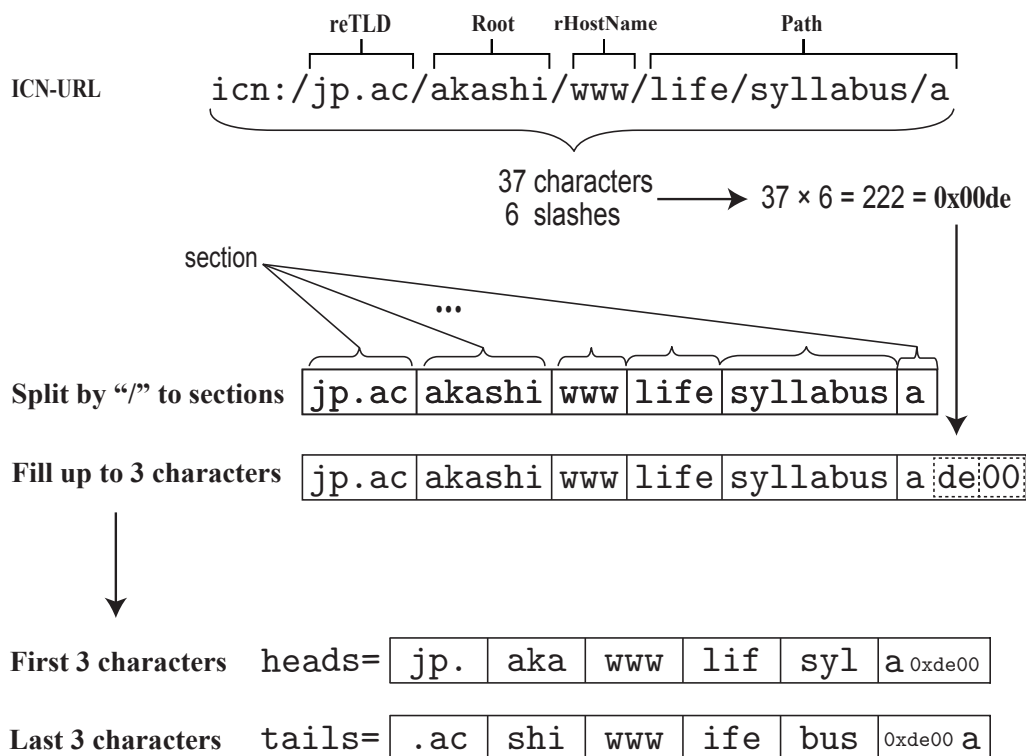 reTLD Root rHostName Path
ICN-URL icn:/jp.ac/akashi/www/life/syllabus/a
37 characters
6 slashes
37 × 6 = 222 = 0x00de
section
...
Split by “/” to sections jp.ac akashi www life syllabus a
Fill up to 3 characters jp.ac akashi www life syllabus a de 00
First 3 characters heads= jp. aka www lif syl a 0xde00
Last 3 characters tails= .ac shi www ife bus 0xde00 a